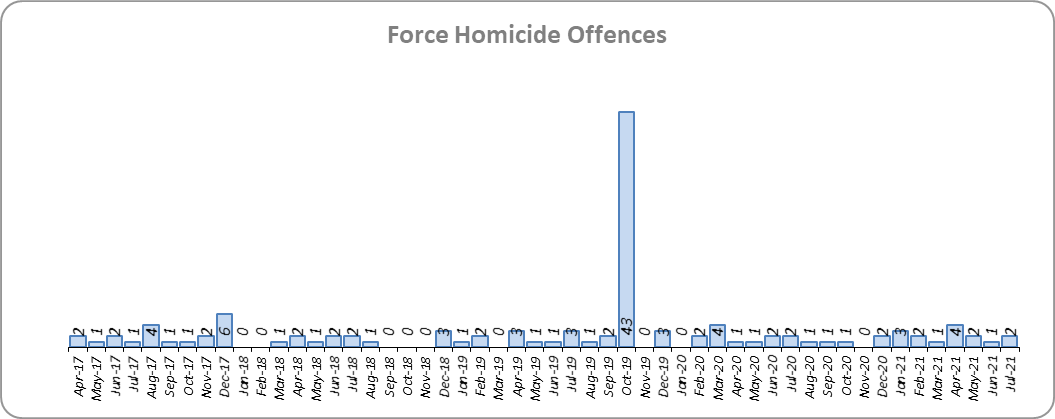 Force Homicide Offences
2
1
2
1
4
1
1
2
6
0
0
1
2
1
2
2
1
0
0
0
3
1
2
0
3
1
1
3
1
2
43
0
3
0
2
4
1
1
2
2
1
1
1
0
2
3
2
1
4
2
1
2
Apr-17
May-17
Jun-17
Jul-17
Aug-17
Sep-17
Oct-17
Nov-17
Dec-17
Jan-18
Feb-18
Mar-18
Apr-18
May-18
Jun-18
Jul-18
Aug-18
Sep-18
Oct-18
Nov-18
Dec-18
Jan-19
Feb-19
Mar-19
Apr-19
May-19
Jun-19
Jul-19
Aug-19
Sep-19
Oct-19
Nov-19
Dec-19
Jan-20
Feb-20
Mar-20
Apr-20
May-20
Jun-20
Jul-20
Aug-20
Sep-20
Oct-20
Nov-20
Dec-20
Jan-21
Feb-21
Mar-21
Apr-21
May-21
Jun-21
Jul-21